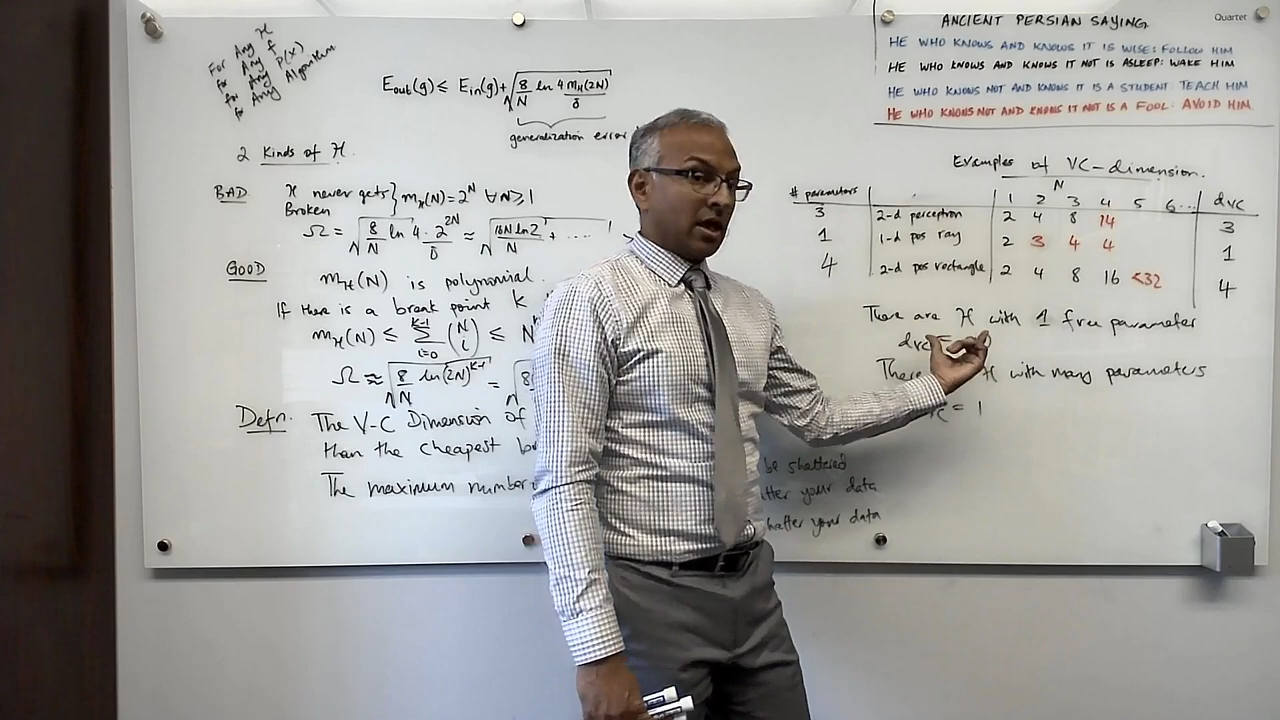 For Any H
for Any f
for Any P(x)
for Any Algorithm
E_out(g) ≤ E_in(g) + √(8/N ln 4 m_H(2N)/δ)
generalization error
2 Kinds of H.
BAD H never gets Broken } m_H(N) = 2^N ∀ N ≥ 1
Ω = √(8/N ln 4·2^2N/δ) ≈ √(16N ln 2/N + .....
GOOD m_H(N) is polynomial.
If there is a break point k
m_H(N) ≤ Σ_{i=0}^{k-1} (N i) ≤ N
Ω ≈ √(8/N ln(2N)^{k-1}) = √8
Defn. The V-C Dimension of
than the cheapest
The maximum number
be shattered
your data
your data
Quartet
ANCIENT PERSIAN SAYING
HE WHO KNOWS AND KNOWS IT IS WISE: FOLLOW HIM
HE WHO KNOWS AND KNOWS IT NOT IS ASLEEP: WAKE HIM
HE WHO KNOWS NOT AND KNOWS IT IS A STUDENT: TEACH HIM
HE WHO KNOWS NOT AND KNOWS IT NOT IS A FOOL: AVOID HIM
Examples of VC-dimension.
N
# parameters 1 2 3 4 5 6... dvc
3 2-d perceptron 2 4 8 14 3
1 1-d pos ray 2 3 4 4 1
4 2-d pos rectangle 2 4 8 16 <32 4
There are H with 1 free parameter
dvc
There H with many parameters
= 1